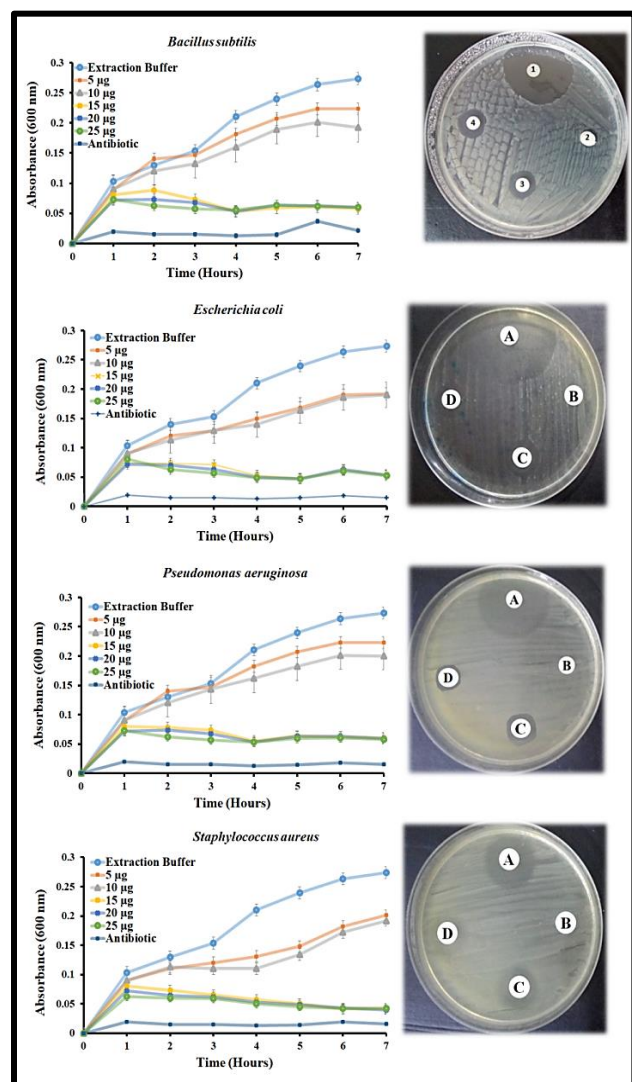 Bacillus subtilis
Absorbance (600 nm)
0.3
0.25
0.2
0.15
0.1
0.05
0
Extraction Buffer
5 µg
10 µg
15 µg
20 µg
25 µg
Antibiotic
0 1 2 3 4 5 6 7
Time (Hours)
1
4
2
3
Escherichia coli
Absorbance (600 nm)
0.3
0.25
0.2
0.15
0.1
0.05
0
Extraction Buffer
5 µg
10 µg
15 µg
20 µg
25 µg
Antibiotic
0 1 2 3 4 5 6 7
Time (Hours)
A
D
B
C
Pseudomonas aeruginosa
Absorbance (600 nm)
0.3
0.25
0.2
0.15
0.1
0.05
0
Extraction Buffer
5 µg
10 µg
15 µg
20 µg
25 µg
Antibiotic
0 1 2 3 4 5 6 7
Time (Hours)
A
B
D
C
Staphylococcus aureus
Absorbance (600 nm)
0.3
0.25
0.2
0.15
0.1
0.05
0
Extraction Buffer
5 µg
10 µg
15 µg
20 µg
25 µg
Antibiotic
0 1 2 3 4 5 6 7
Time (Hours)
A
B
D
C